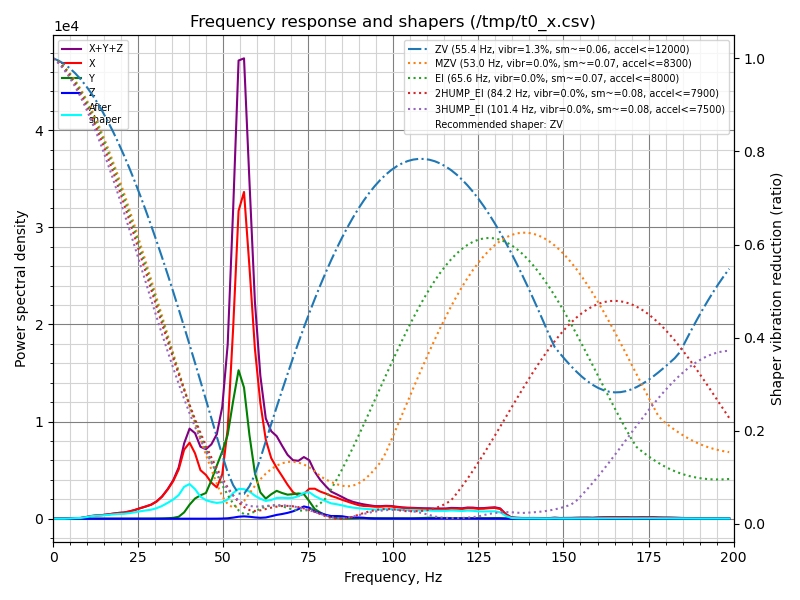 Frequency response and shapers (/tmp/t0_x.csv)
1e4
X+Y+Z
X
Y
Z
After
shaper
ZV (55.4 Hz, vibr=1.3%, sm~=0.06, accel<=12000)
MZV (53.0 Hz, vibr=0.0%, sm~=0.07, accel<=8300)
EI (65.6 Hz, vibr=0.0%, sm~=0.07, accel<=8000)
2HUMP_EI (84.2 Hz, vibr=0.0%, sm~=0.08, accel<=7900)
3HUMP_EI (101.4 Hz, vibr=0.0%, sm~=0.08, accel<=7500)
Recommended shaper: ZV
Power spectral density
4
3
2
1
0
Shaper vibration reduction (ratio)
1.0
0.8
0.6
0.4
0.2
0.0
0 25 50 75 100 125 150 175 200
Frequency, Hz